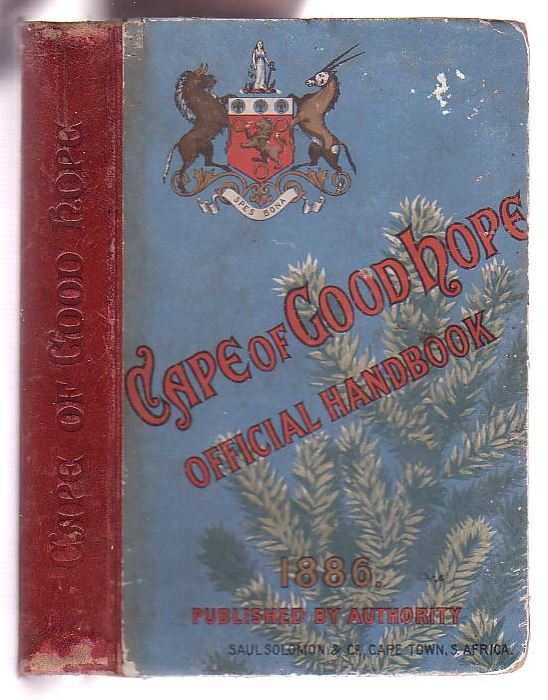 CAPE OF GOOD HOPE
SPES BONA
CAPE OF GOOD HOPE
OFFICIAL HANDBOOK
1886.
PUBLISHED BY AUTHORITY
SAUL SOLOMON & Co, CAPE TOWN, S. AFRICA.